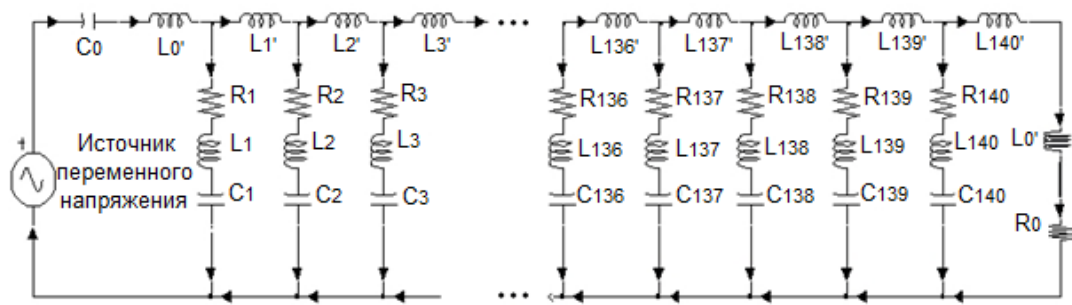 C0 L0' L1' L2' L3' ... L136' L137' L138' L139' L140'
R1 R2 R3 R136 R137 R138 R139 R140
Источник
переменного
напряжения
L1 L2 L3 L136 L137 L138 L139 L140 L0'
C1 C2 C3 C136 C137 C138 C139 C140
R0
...